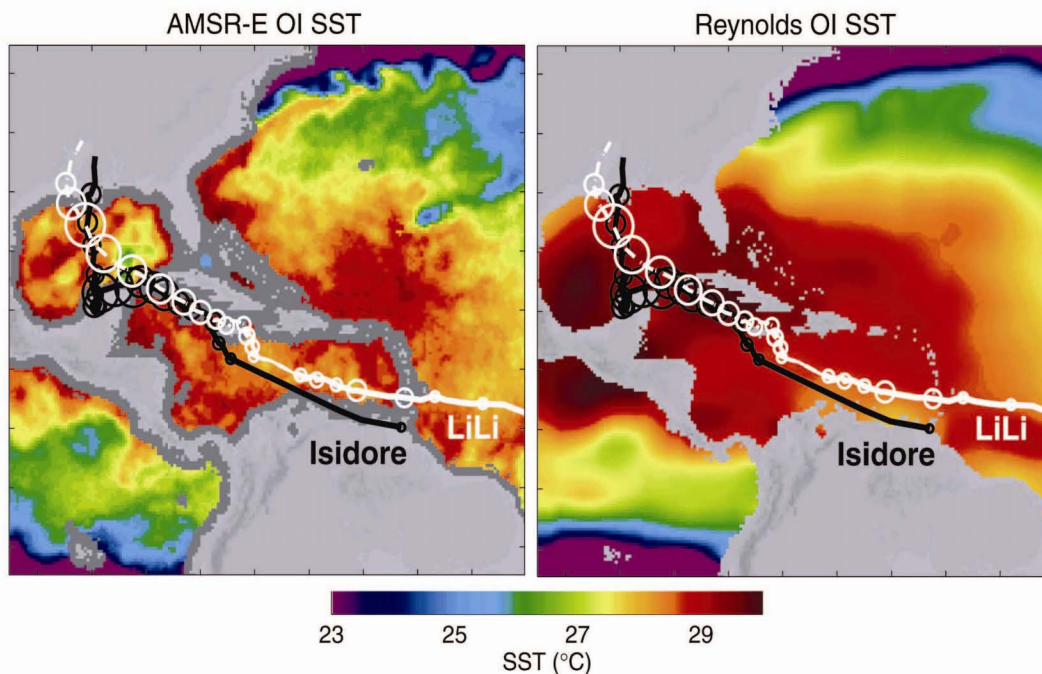 AMSR-E OI SST
Reynolds OI SST
LiLi
Isidore
LiLi
Isidore
23
25
27
29
SST (°C)